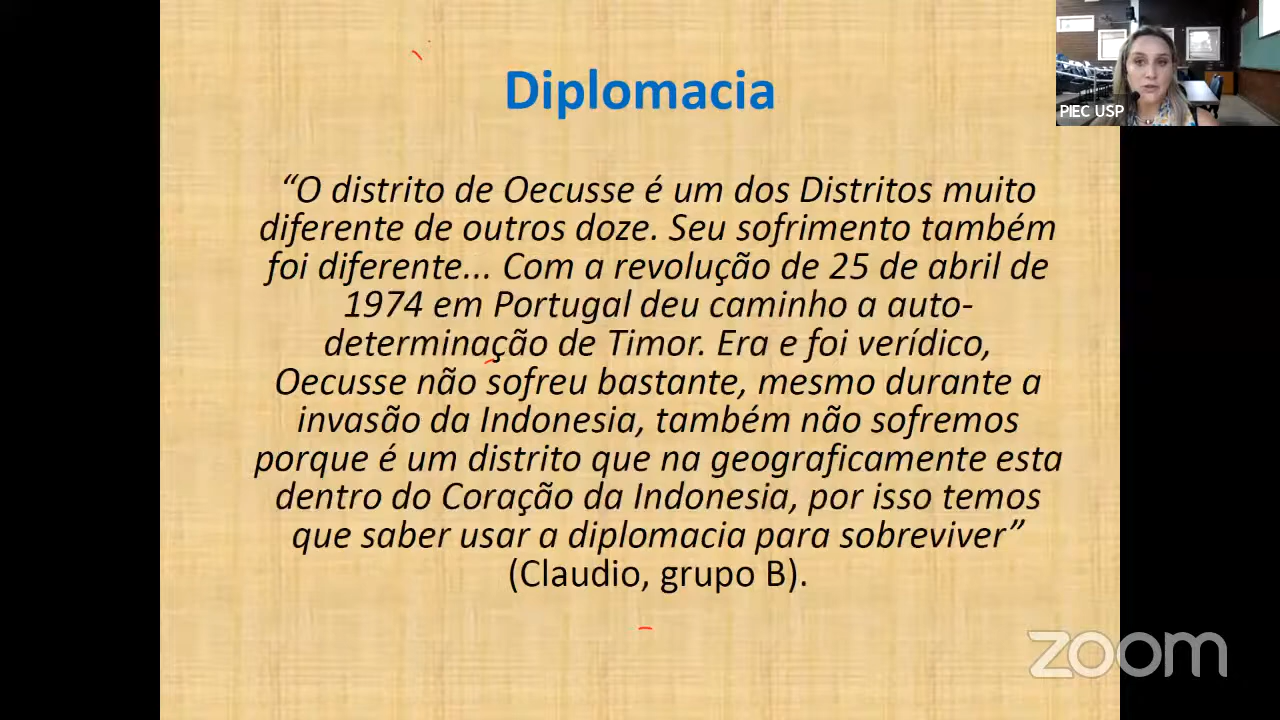 Diplomacia
PIEC USP
“O distrito de Oecusse é um dos Distritos muito
diferente de outros doze. Seu sofrimento também
foi diferente... Com a revolução de 25 de abril de
1974 em Portugal deu caminho a auto-
determinação de Timor. Era e foi verídico,
Oecusse não sofreu bastante, mesmo durante a
invasão da Indonesia, também não sofremos
porque é um distrito que na geograficamente esta
dentro do Coração da Indonesia, por isso temos
que saber usar a diplomacia para sobreviver”
(Claudio, grupo B).
zoom